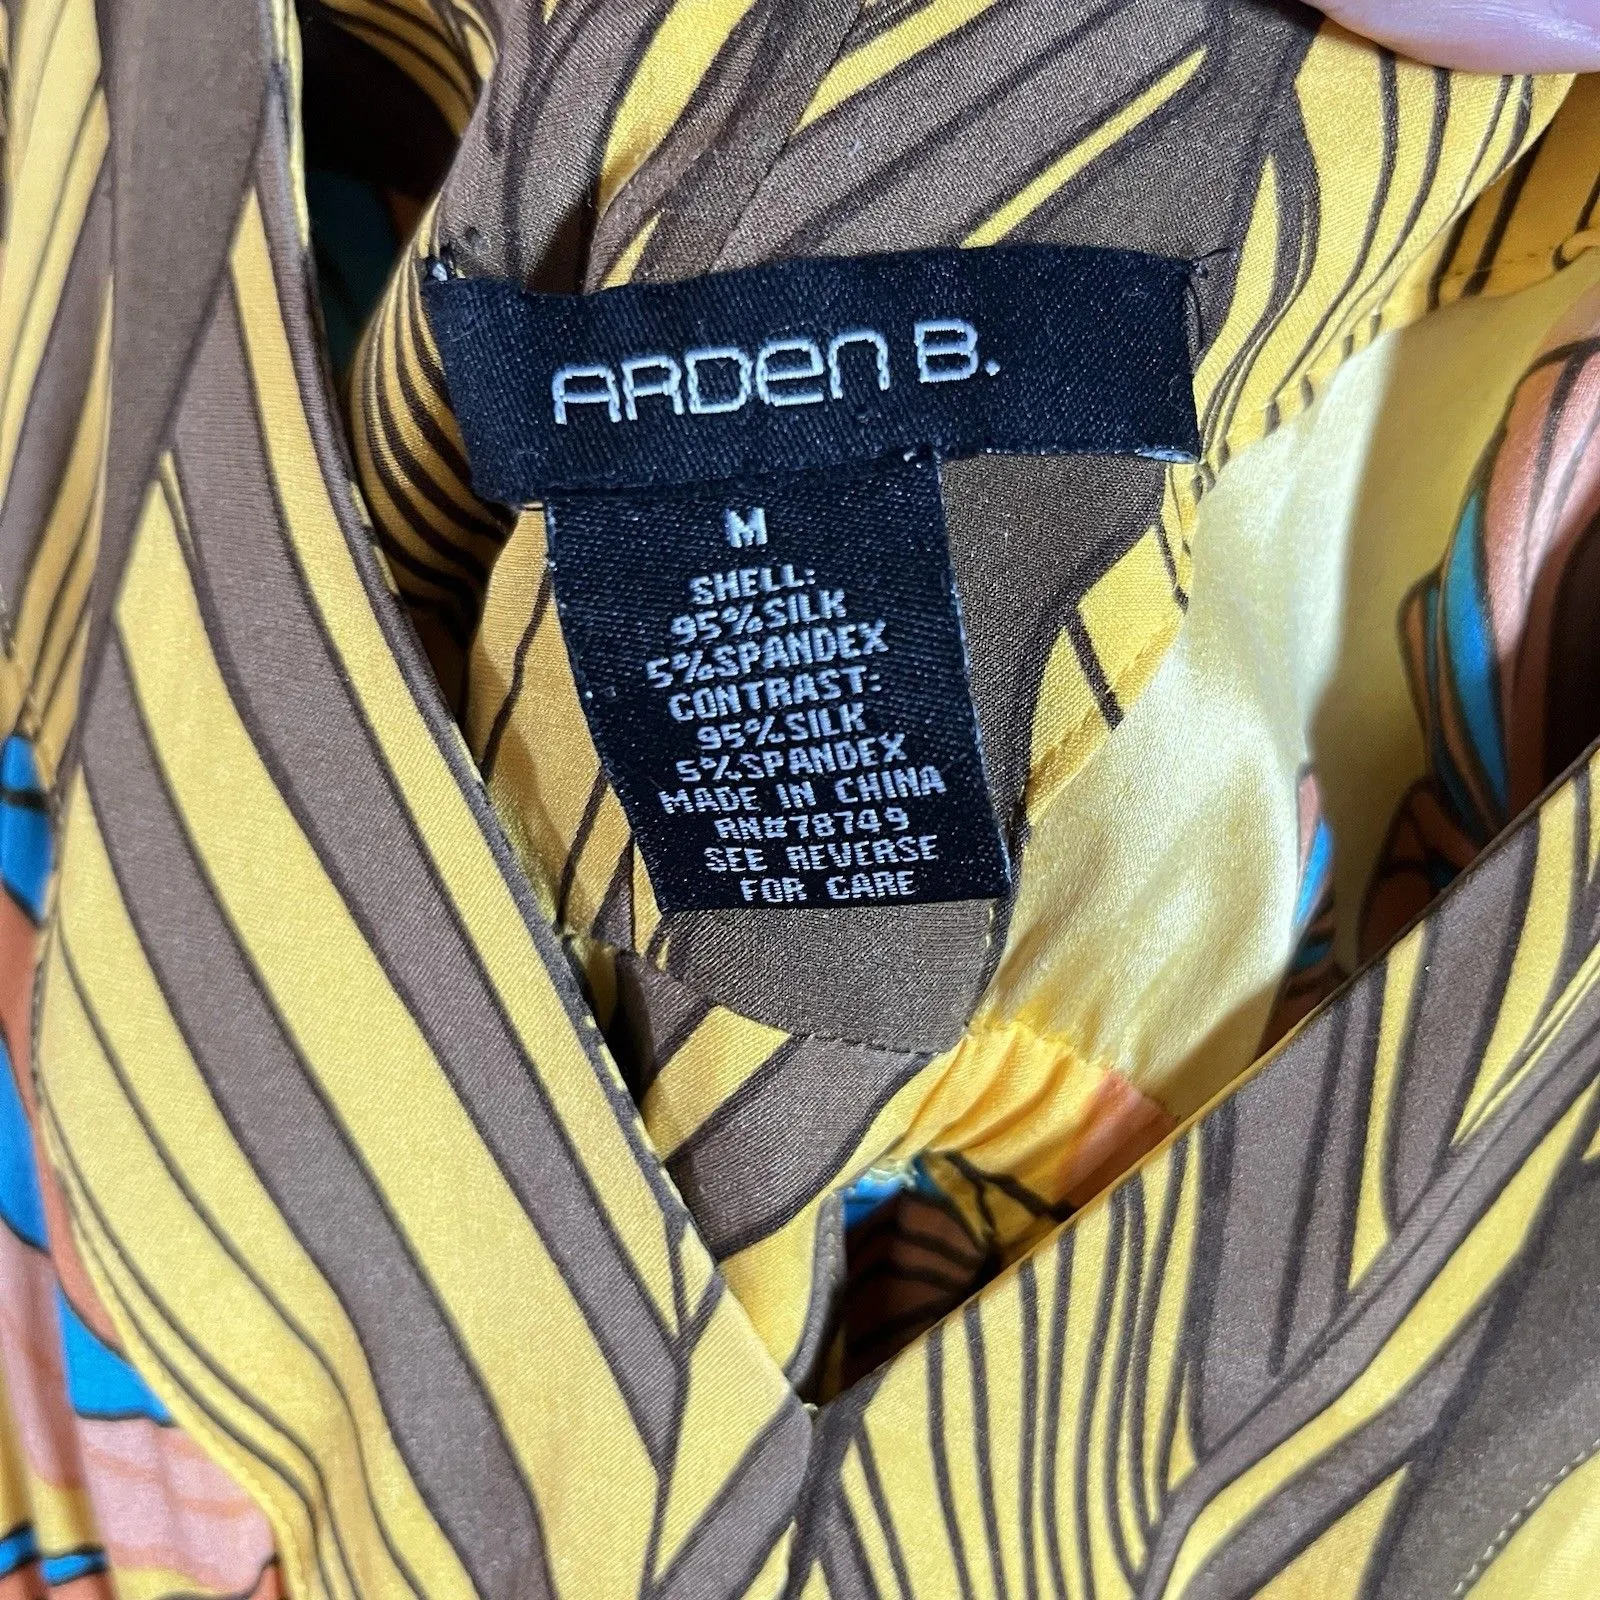 ARDEN B.
M
SHELL:
95%SILK
5%SPANDEX
CONTRAST:
95%SILK
5%SPANDEX
MADE IN CHINA
RN#78749
SEE REVERSE
FOR CARE